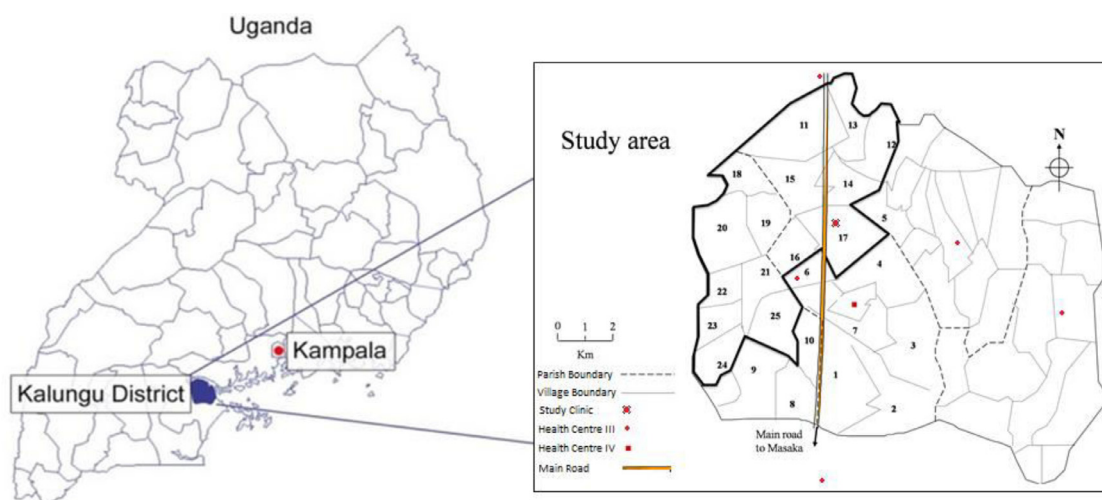 Uganda
Kampala
Kalungu District
Study area
N
11
13
12
18
15
14
20
19
5
17
16
4
21
6
22
25
23
10
7
3
24
9
1
8
2
0 1 2
Km
Parish Boundary
Village Boundary
Study Clinic
Health Centre III
Health Centre IV
Main Road
Main road
to Masaka